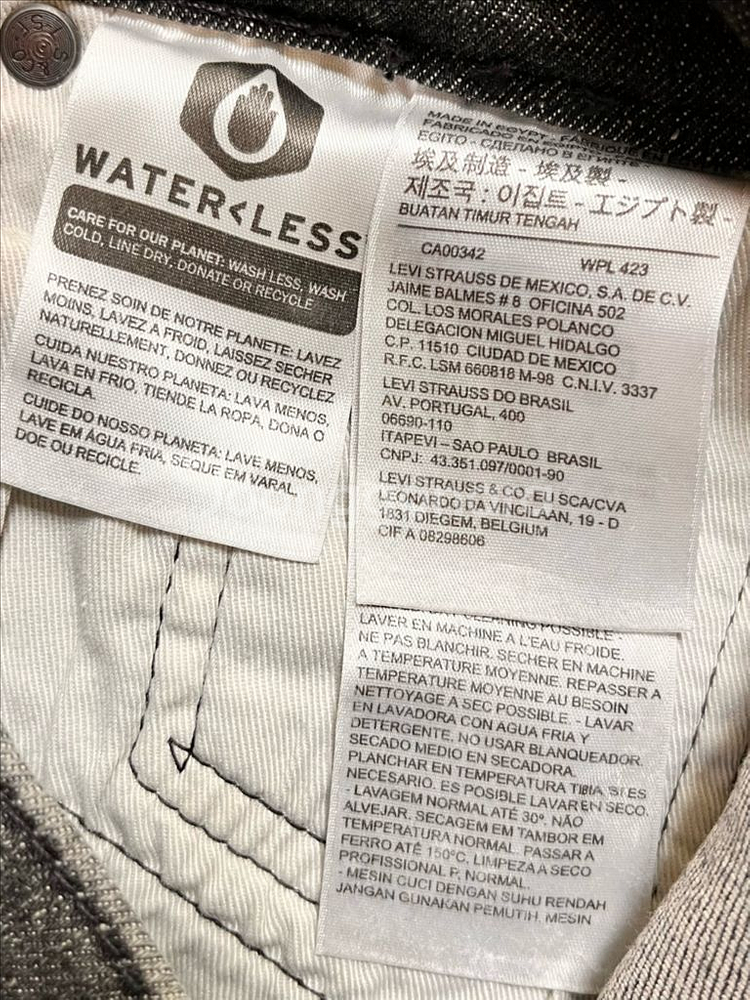 WATER<LESS
CARE FOR OUR PLANET: WASH LESS, WASH
COLD, LINE DRY, DONATE OR RECYCLE
PRENEZ SOIN DE NOTRE PLANETE: LAVEZ
MOINS, LAVEZ A FROID, LAISSEZ SECHER
NATURELLEMENT, DONNEZ OU RECYCLEZ
CUIDA NUESTRO PLANETA: LAVA MENOS,
LAVA EN FRIO, TIENDE LA ROPA, DONA O
RECICLA.
CUIDE DO NOSSO PLANETA: LAVE MENOS,
LAVE EM ÁGUA FRIA, SEQUE EM VARAL,
DOE OU RECICLE.
MADE IN EGYPT - FABRIQUE EN
EGITO - СДЕЛАНО В ЕГИПТЕ
埃及制造 - 埃及製 -
제조국 : 이집트 - エジプト製 -
BUATAN TIMUR TENGAH
CA00342 WPL 423
LEVI STRAUSS DE MEXICO, S.A. DE C.V.
JAIME BALMES # 8 OFICINA 502
COL. LOS MORALES POLANCO
DELEGACION MIGUEL HIDALGO
C.P. 11510 CIUDAD DE MEXICO
R.F.C. LSM 660818 M-98 C.N.I.V. 3337
LEVI STRAUSS DO BRASIL
AV. PORTUGAL, 400
06690-110
ITAPEVI – SAO PAULO BRASIL
CNPJ: 43.351.097/0001-90
LEVI STRAUSS & CO. EU SCA/CVA
LEONARDO DA VINCILAAN, 19 - D
1831 DIEGEM, BELGIUM
CIF A 08298606
CLEANING POSSIBLE -
LAVER EN MACHINE A L'EAU FROIDE.
NE PAS BLANCHIR. SECHER EN MACHINE
A TEMPERATURE MOYENNE. REPASSER A
TEMPERATURE MOYENNE AU BESOIN
NETTOYAGE A SEC POSSIBLE. - LAVAR
EN LAVADORA CON AGUA FRIA Y
DETERGENTE. NO USAR BLANQUEADOR.
SECADO MEDIO EN SECADORA.
PLANCHAR EN TEMPERATURA TIBIA SI ES
NECESARIO. ES POSIBLE LAVAR EN SECO.
- LAVAGEM NORMAL ATÉ 30º. NÃO
ALVEJAR. SECAGEM EM TAMBOR EM
TEMPERATURA NORMAL. PASSAR A
FERRO ATÉ 150ºC. LIMPEZA A SECO
PROFISSIONAL P, NORMAL.
- MESIN CUCI DENGAN SUHU RENDAH
JANGAN GUNAKAN PEMUTIH. MESIN